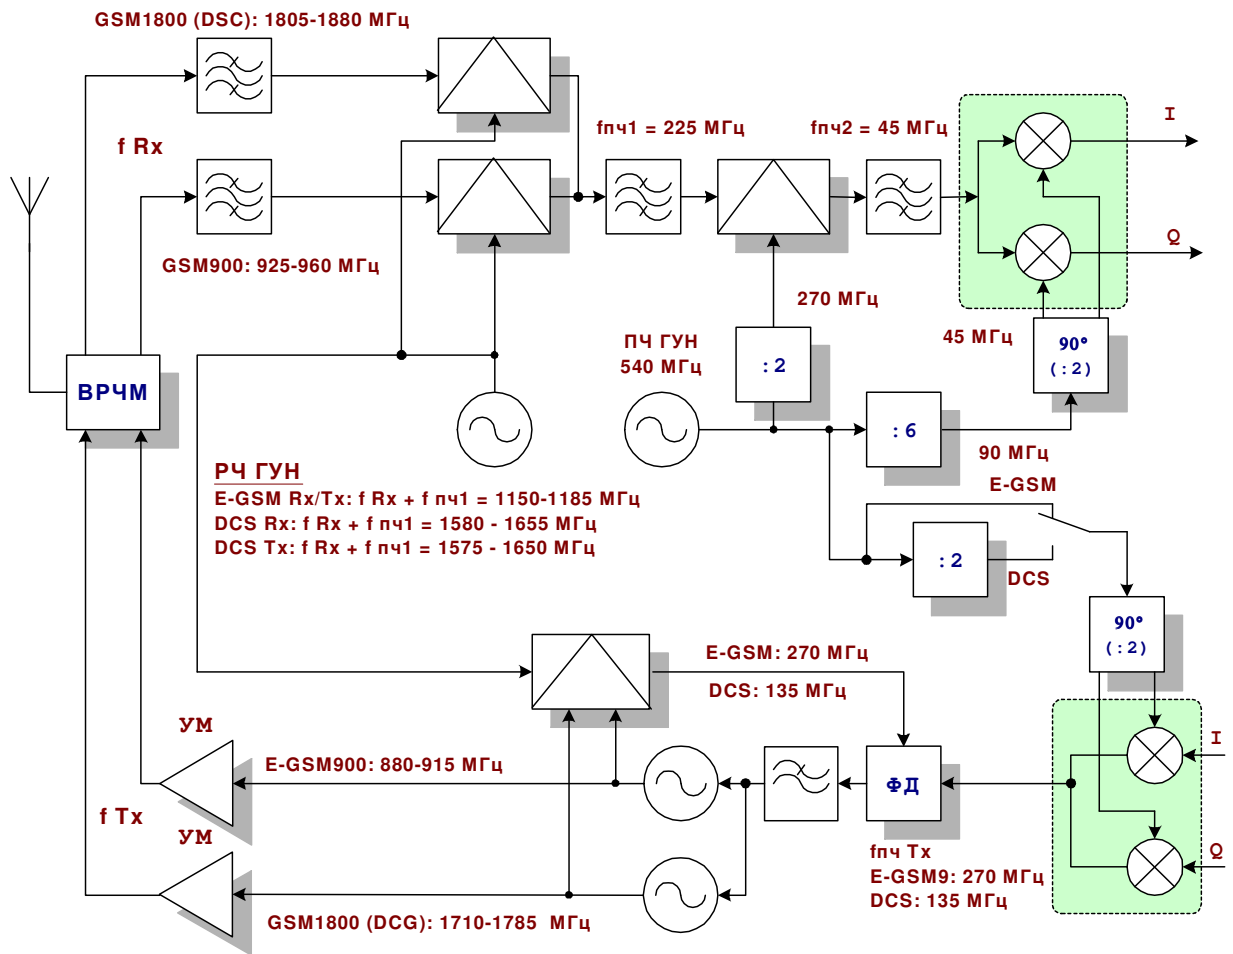 GSM1800 (DSC): 1805-1880 МГц
f Rx
fпч1 = 225 МГц
fпч2 = 45 МГц
I
Q
GSM900: 925-960 МГц
270 МГц
45 МГц
90°
(:2)
ПЧ ГУН
540 МГц
:2
ВРЧМ
:6
90 МГц
РЧ ГУН
E-GSM Rx/Tx: f Rx + f пч1 = 1150-1185 МГц
DCS Rx: f Rx + f пч1 = 1580 - 1655 МГц
DCS Tx: f Rx + f пч1 = 1575 - 1650 МГц
E-GSM
:2
DCS
90°
(:2)
E-GSM: 270 МГц
DCS: 135 МГц
УМ
E-GSM900: 880-915 МГц
ФД
I
f Tx
УМ
fпч Tx
E-GSM9: 270 МГц
DCS: 135 МГц
Q
GSM1800 (DCG): 1710-1785 МГц